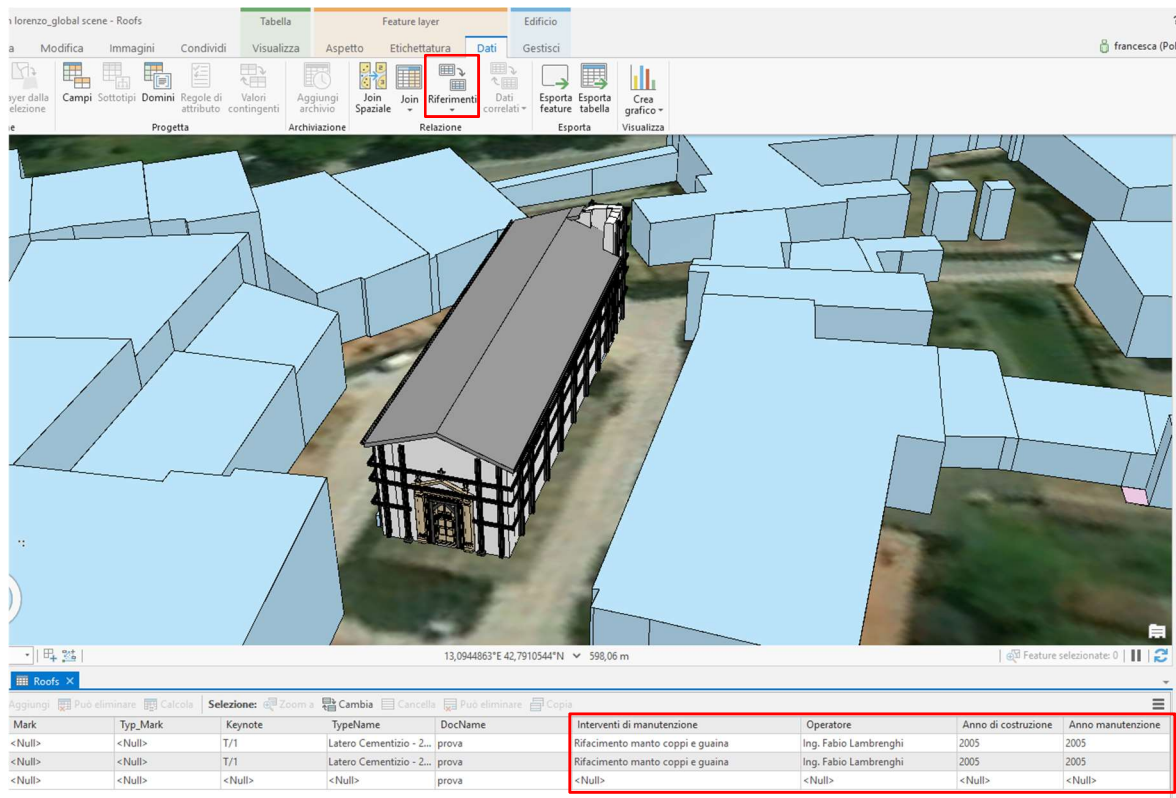 n lorenzo_global scene - Roofs Tabella Feature layer Edificio
a Modifica Immagini Condividi Visualizza Aspetto Etichettatura Dati Gestisci francesca (Pol
ayer dalla selezione Campi Sottotipi Domini Regole di attributo Valori contingenti Aggiungi archivio Join Spaziale Join Riferimenti Dati correlati Esporta feature Esporta tabella Crea grafico
ne Progetta Archiviazione Relazione Esporta Visualizza
13,0944863°E 42,7910544°N 598,06 m Feature selezionate: 0
Roofs
Aggiungi Può eliminare Calcola Selezione: Zoom a Cambia Cancella Può eliminare Copia
Mark Typ_Mark Keynote TypeName DocName Interventi di manutenzione Operatore Anno di costruzione Anno manutenzione
<Null> <Null> T/1 Latero Cementizio - 2... prova Rifacimento manto coppi e guaina Ing. Fabio Lambrenghi 2005 2005
<Null> <Null> T/1 Latero Cementizio - 2... prova Rifacimento manto coppi e guaina Ing. Fabio Lambrenghi 2005 2005
<Null> <Null> <Null> <Null> prova <Null> <Null> <Null> <Null>